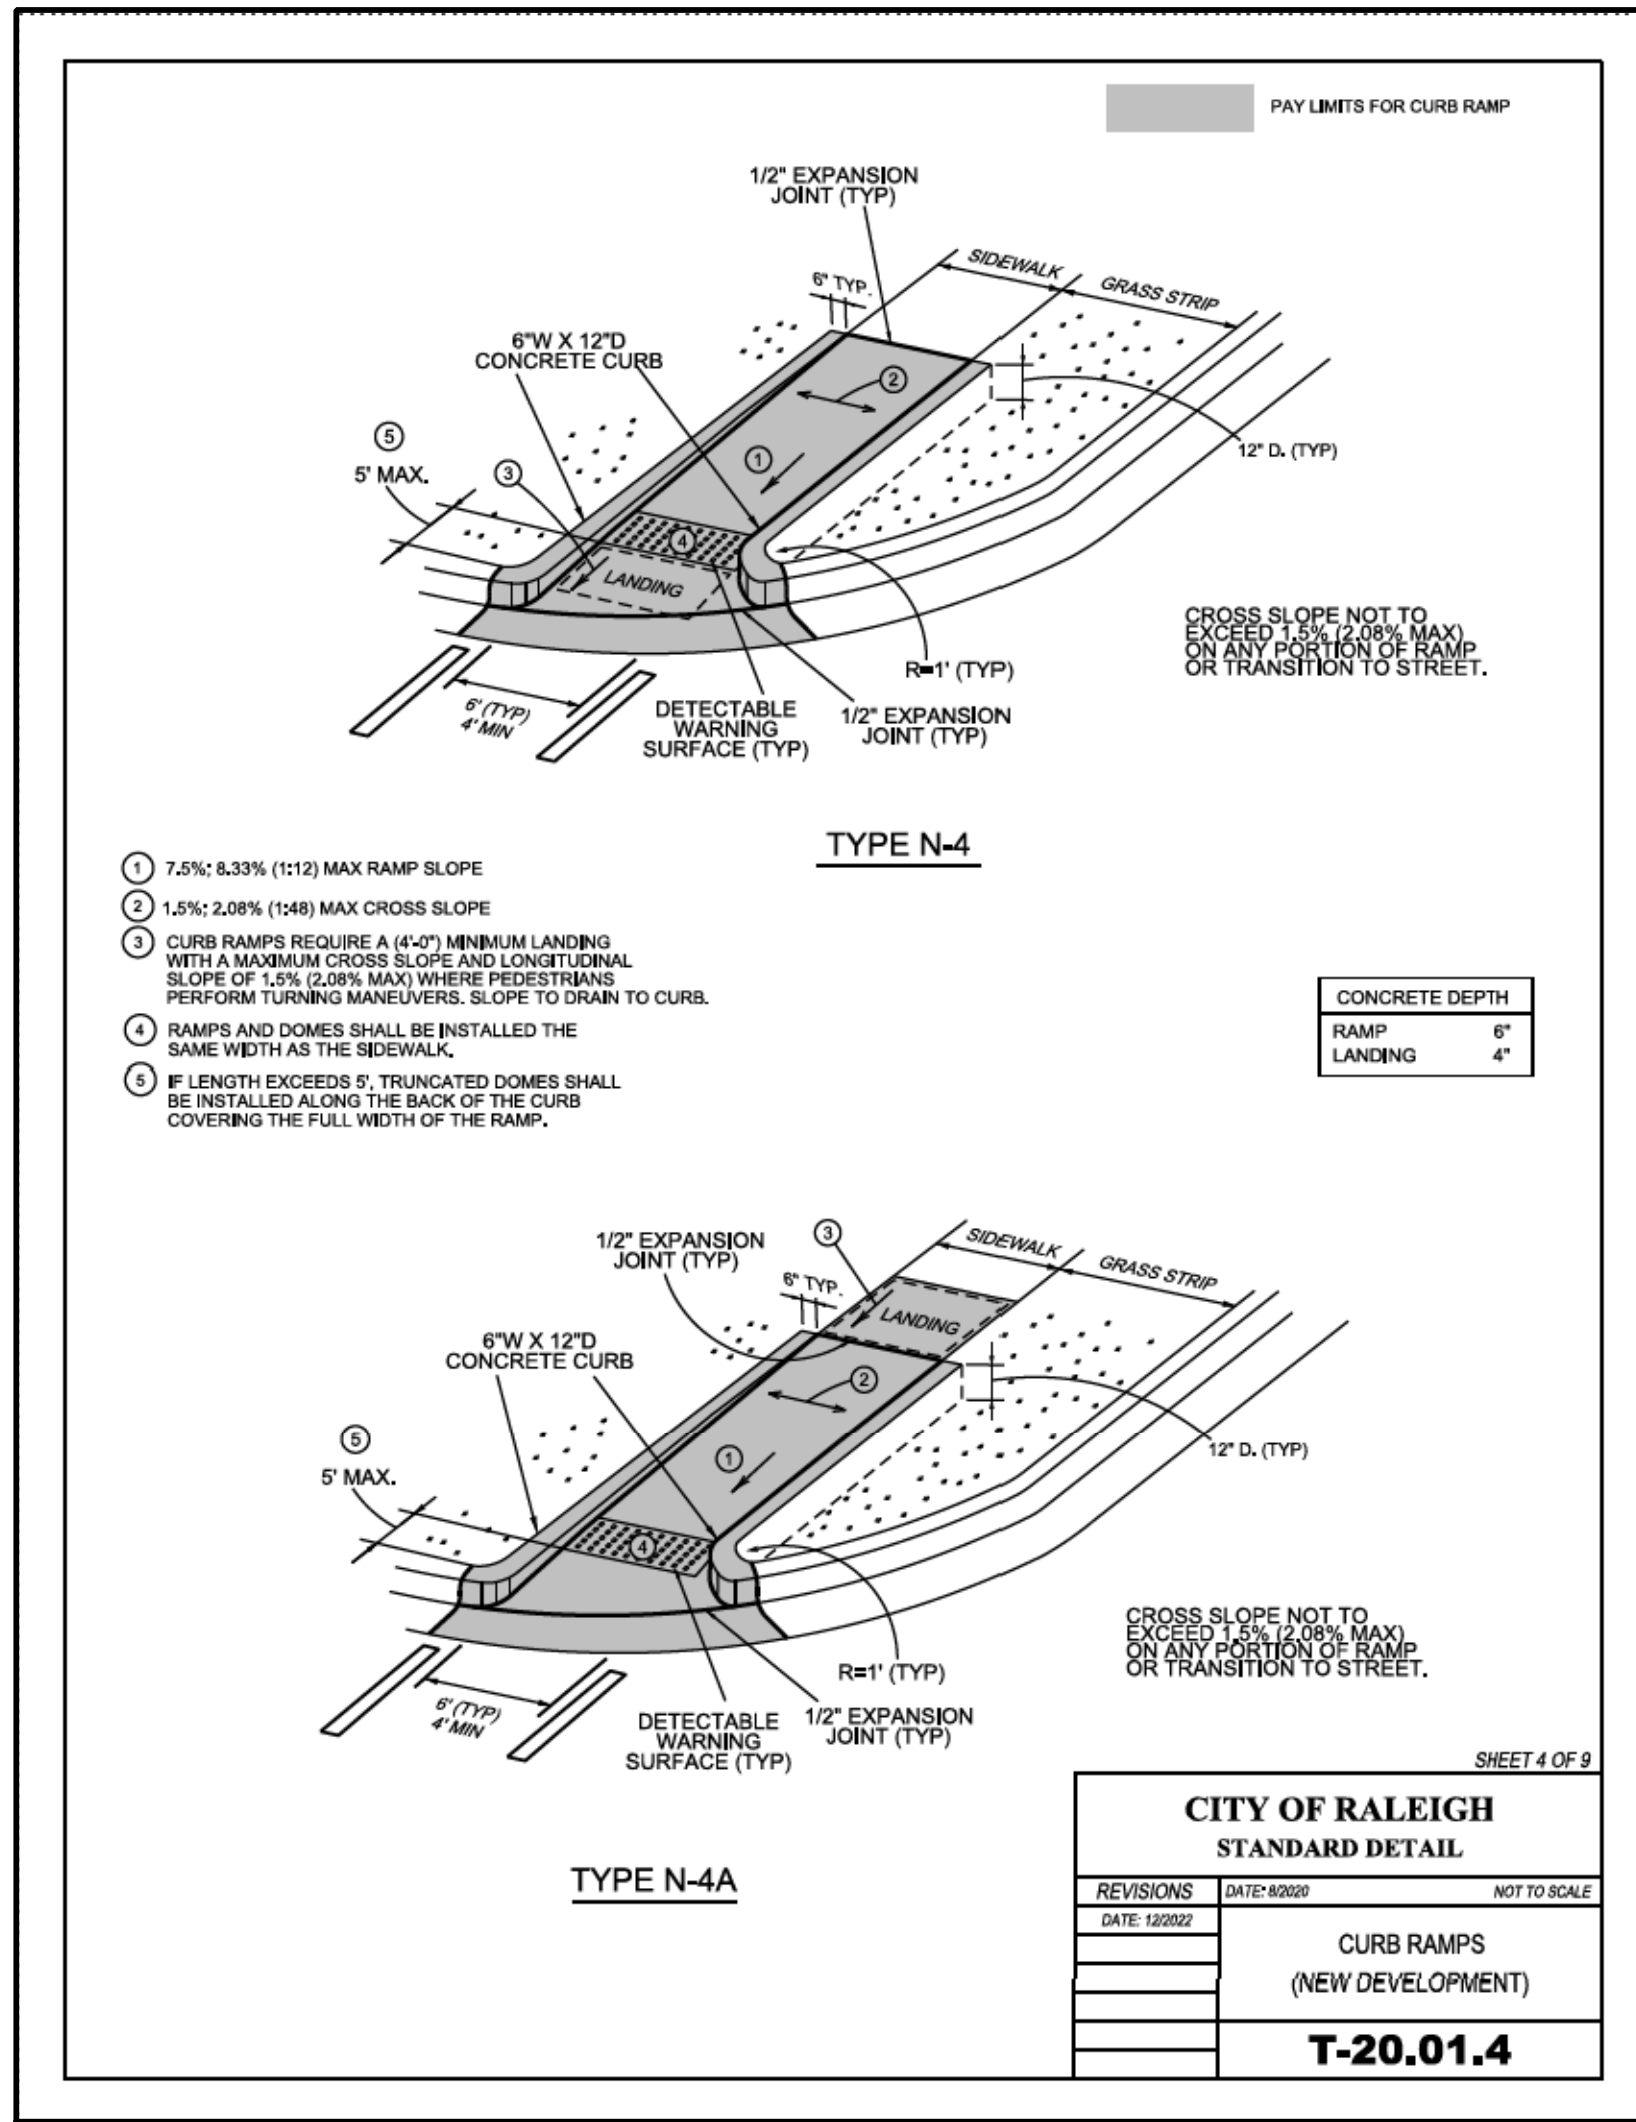 PAY LIMITS FOR CURB RAMP
1/2" EXPANSION
JOINT (TYP)
SIDEWALK
GRASS STRIP
6" TYP.
6"W X 12"D
CONCRETE CURB
2
5
5' MAX.
3
1
12" D. (TYP)
4
LANDING
CROSS SLOPE NOT TO
EXCEED 1.5% (2.08% MAX)
ON ANY PORTION OF RAMP
OR TRANSITION TO STREET.
R=1' (TYP)
6' (TYP)
4' MIN
DETECTABLE
WARNING
SURFACE (TYP)
1/2" EXPANSION
JOINT (TYP)
TYPE N-4
1 7.5%; 8.33% (1:12) MAX RAMP SLOPE
2 1.5%; 2.08% (1:48) MAX CROSS SLOPE
3 CURB RAMPS REQUIRE A (4'-0") MINIMUM LANDING
WITH A MAXIMUM CROSS SLOPE AND LONGITUDINAL
SLOPE OF 1.5% (2.08% MAX) WHERE PEDESTRIANS
PERFORM TURNING MANEUVERS. SLOPE TO DRAIN TO CURB.
4 RAMPS AND DOMES SHALL BE INSTALLED THE
SAME WIDTH AS THE SIDEWALK.
5 IF LENGTH EXCEEDS 5', TRUNCATED DOMES SHALL
BE INSTALLED ALONG THE BACK OF THE CURB
COVERING THE FULL WIDTH OF THE RAMP.
CONCRETE DEPTH
RAMP 6"
LANDING 4"
1/2" EXPANSION
JOINT (TYP)
3
SIDEWALK
GRASS STRIP
6" TYP.
LANDING
6"W X 12"D
CONCRETE CURB
2
5
5' MAX.
1
12" D. (TYP)
4
CROSS SLOPE NOT TO
EXCEED 1.5% (2.08% MAX)
ON ANY PORTION OF RAMP
OR TRANSITION TO STREET.
R=1' (TYP)
6' (TYP)
4' MIN
DETECTABLE
WARNING
SURFACE (TYP)
1/2" EXPANSION
JOINT (TYP)
TYPE N-4A
SHEET 4 OF 9
CITY OF RALEIGH
STANDARD DETAIL
REVISIONS
DATE: 8/2020 NOT TO SCALE
DATE: 12/2022
CURB RAMPS
(NEW DEVELOPMENT)
T-20.01.4